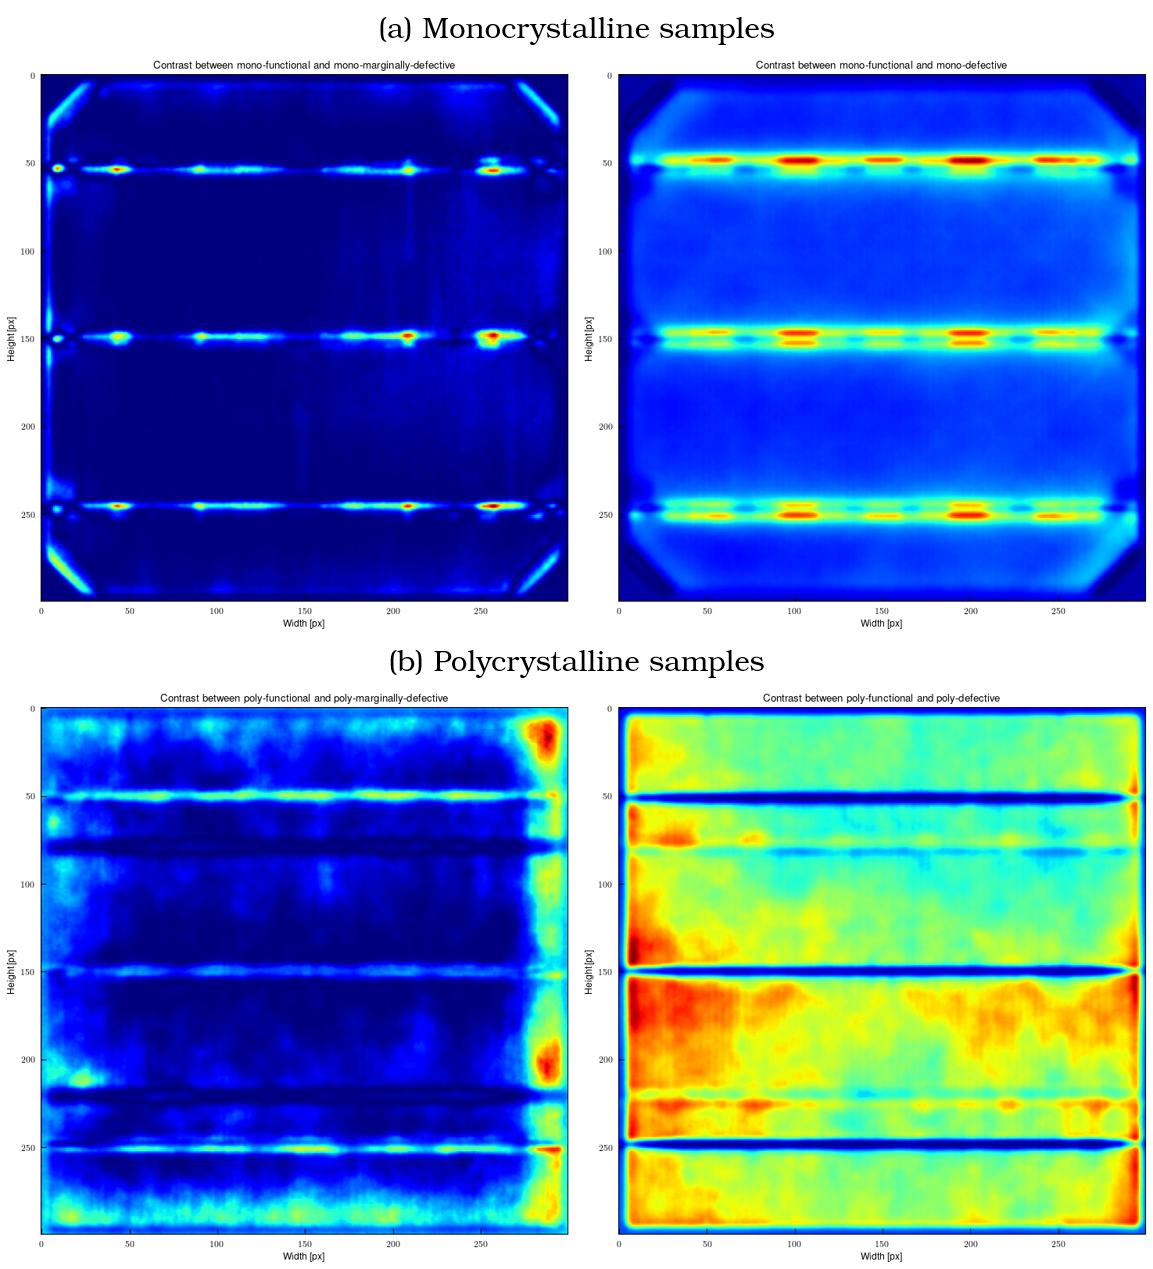 (a) Monocrystalline samples
Contrast between mono-functional and mono-marginally-defective
0
50
100
150
200
250
Height[px]
0 50 100 150 200 250
Width [px]
Contrast between mono-functional and mono-defective
0
50
100
150
200
250
Height[px]
0 50 100 150 200 250
Width [px]
(b) Polycrystalline samples
Contrast between poly-functional and poly-marginally-defective
0
50
100
150
200
250
Height[px]
0 50 100 150 200 250
Width [px]
Contrast between poly-functional and poly-defective
0
50
100
150
200
250
Height[px]
0 50 100 150 200 250
Width [px]